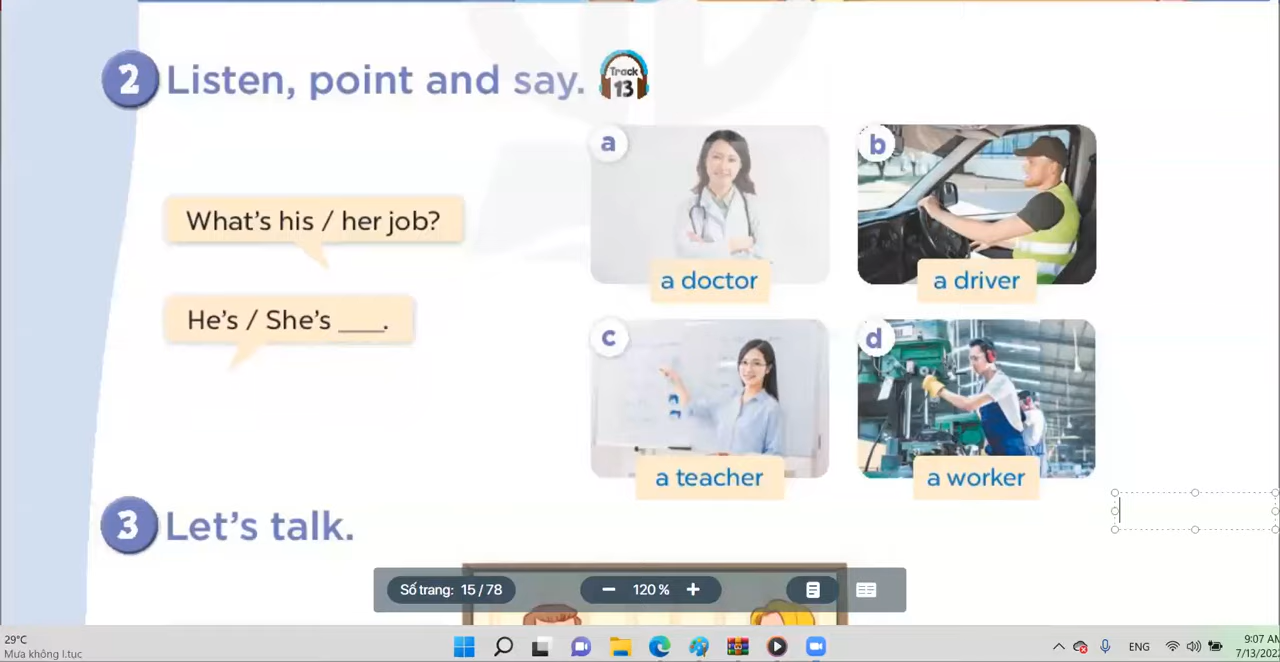 2 Listen, point and say. Track 13
What's his / her job?
He's / She's ___.
a
a doctor
b
a driver
c
a teacher
d
a worker
3 Let's talk.
Số trang: 15 / 78
120 %
29°C
Mưa không l.tục
ENG
9:07 AM